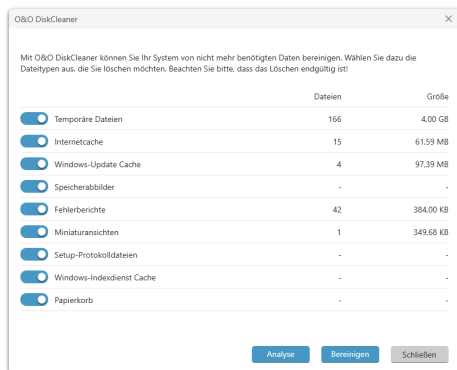 O&O DiskCleaner
Mit O&O DiskCleaner können Sie Ihr System von nicht mehr benötigten Daten bereinigen. Wählen Sie dazu die
Dateitypen aus, die Sie löschen möchten. Beachten Sie bitte, dass das Löschen endgültig ist!
Dateien Größe
Temporäre Dateien 166 4,00 GB
Internetcache 15 61,59 MB
Windows-Update Cache 4 97,39 MB
Speicherabbilder - -
Fehlerberichte 42 384,00 KB
Miniaturansichten 1 349,68 KB
Setup-Protokolldateien - -
Windows-Indexdienst Cache - -
Papierkorb - -
Analyse Bereinigen Schließen